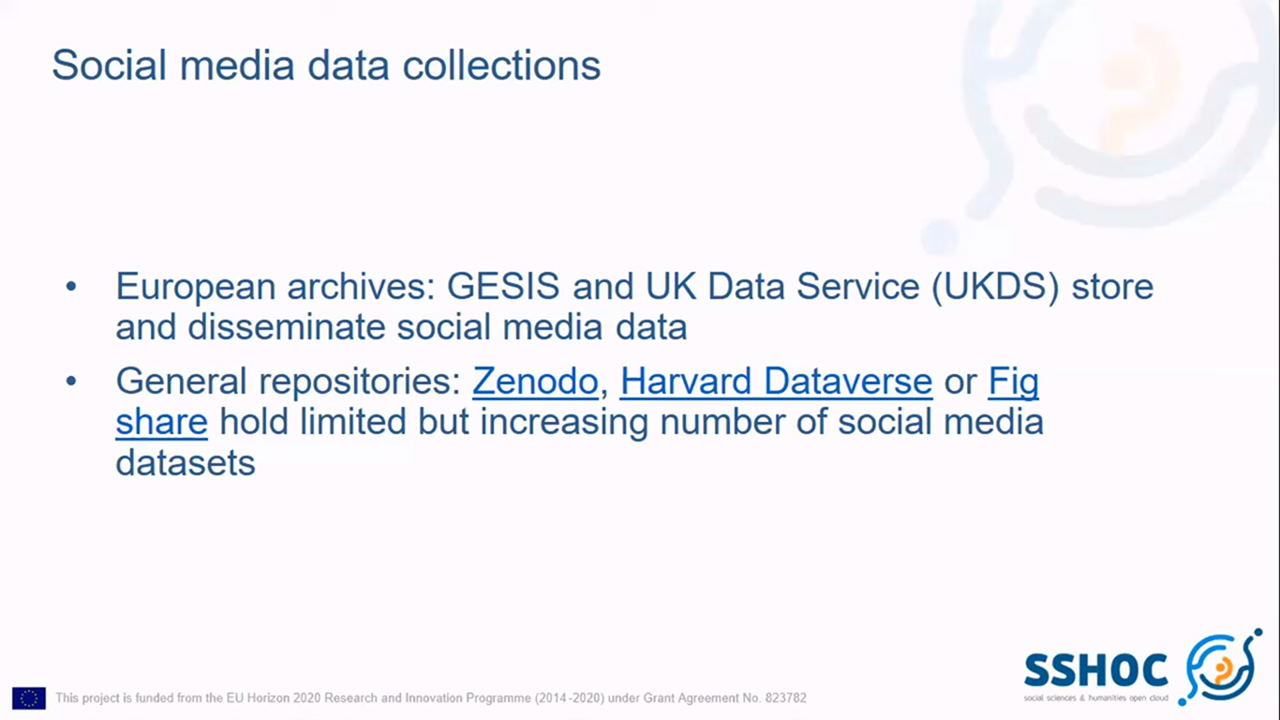 Social media data collections
• European archives: GESIS and UK Data Service (UKDS) store
and disseminate social media data
• General repositories: Zenodo, Harvard Dataverse or Fig
share hold limited but increasing number of social media
datasets
SSHOC
social sciences & humanities open cloud
This project is funded from the EU Horizon 2020 Research and Innovation Programme (2014-2020) under Grant Agreement No. 823782